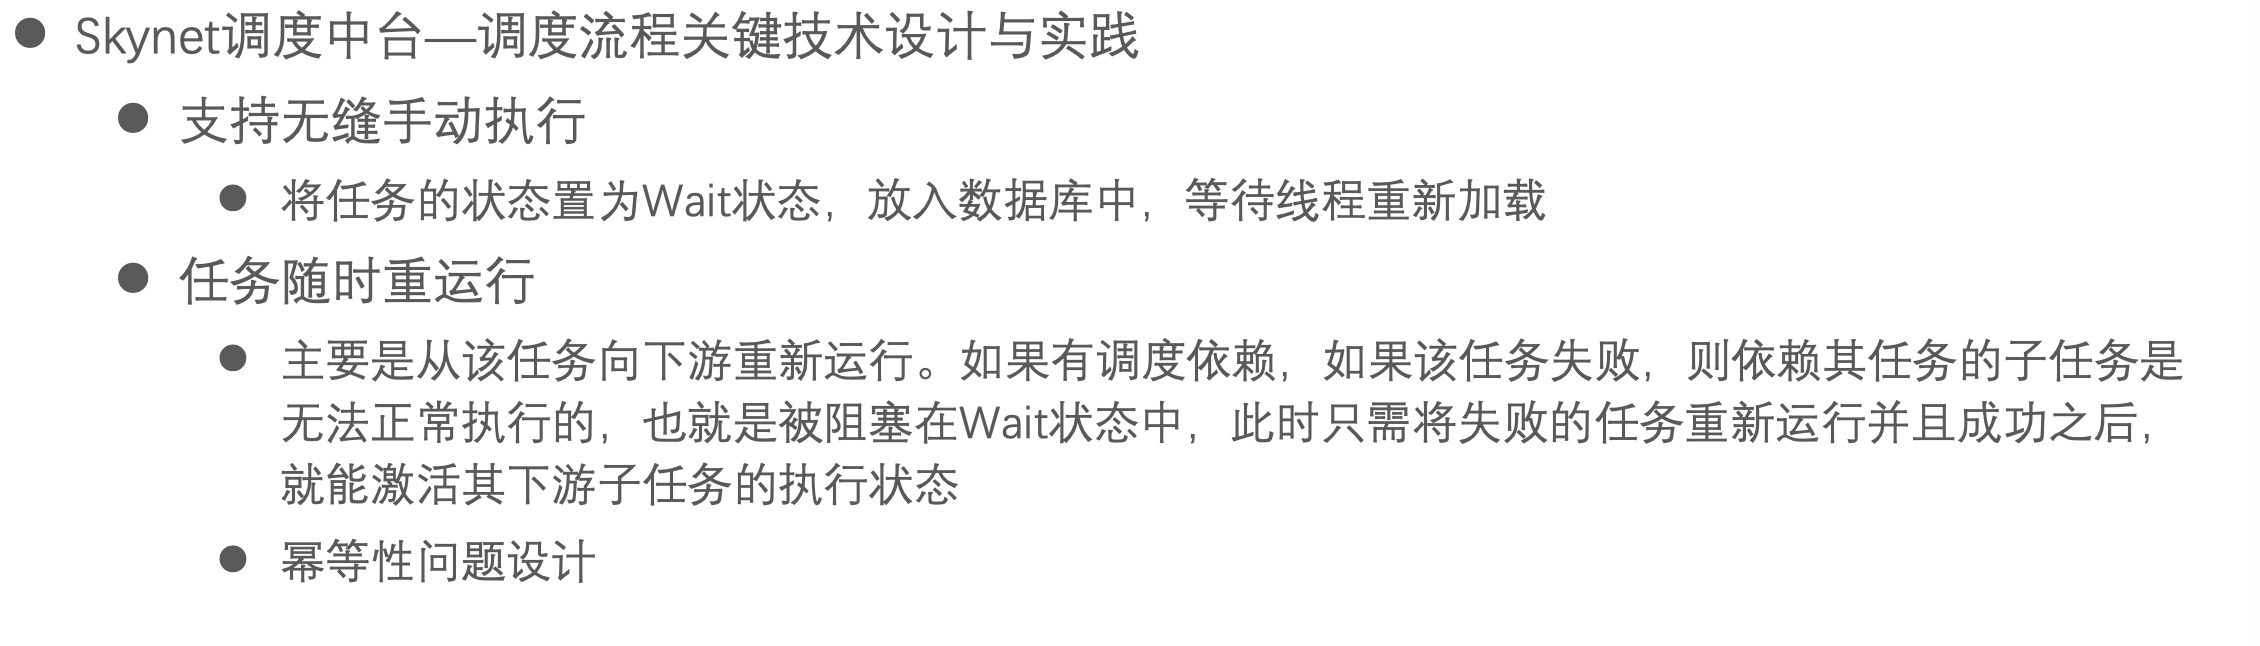 Skynet调度中台—调度流程关键技术设计与实践
支持无缝手动执行
将任务的状态置为Wait状态，放入数据库中，等待线程重新加载
任务随时重运行
主要是从该任务向下游重新运行。如果有调度依赖，如果该任务失败，则依赖其任务的子任务是
无法正常执行的，也就是被阻塞在Wait状态中，此时只需将失败的任务重新运行并且成功之后，
就能激活其下游子任务的执行状态
幂等性问题设计